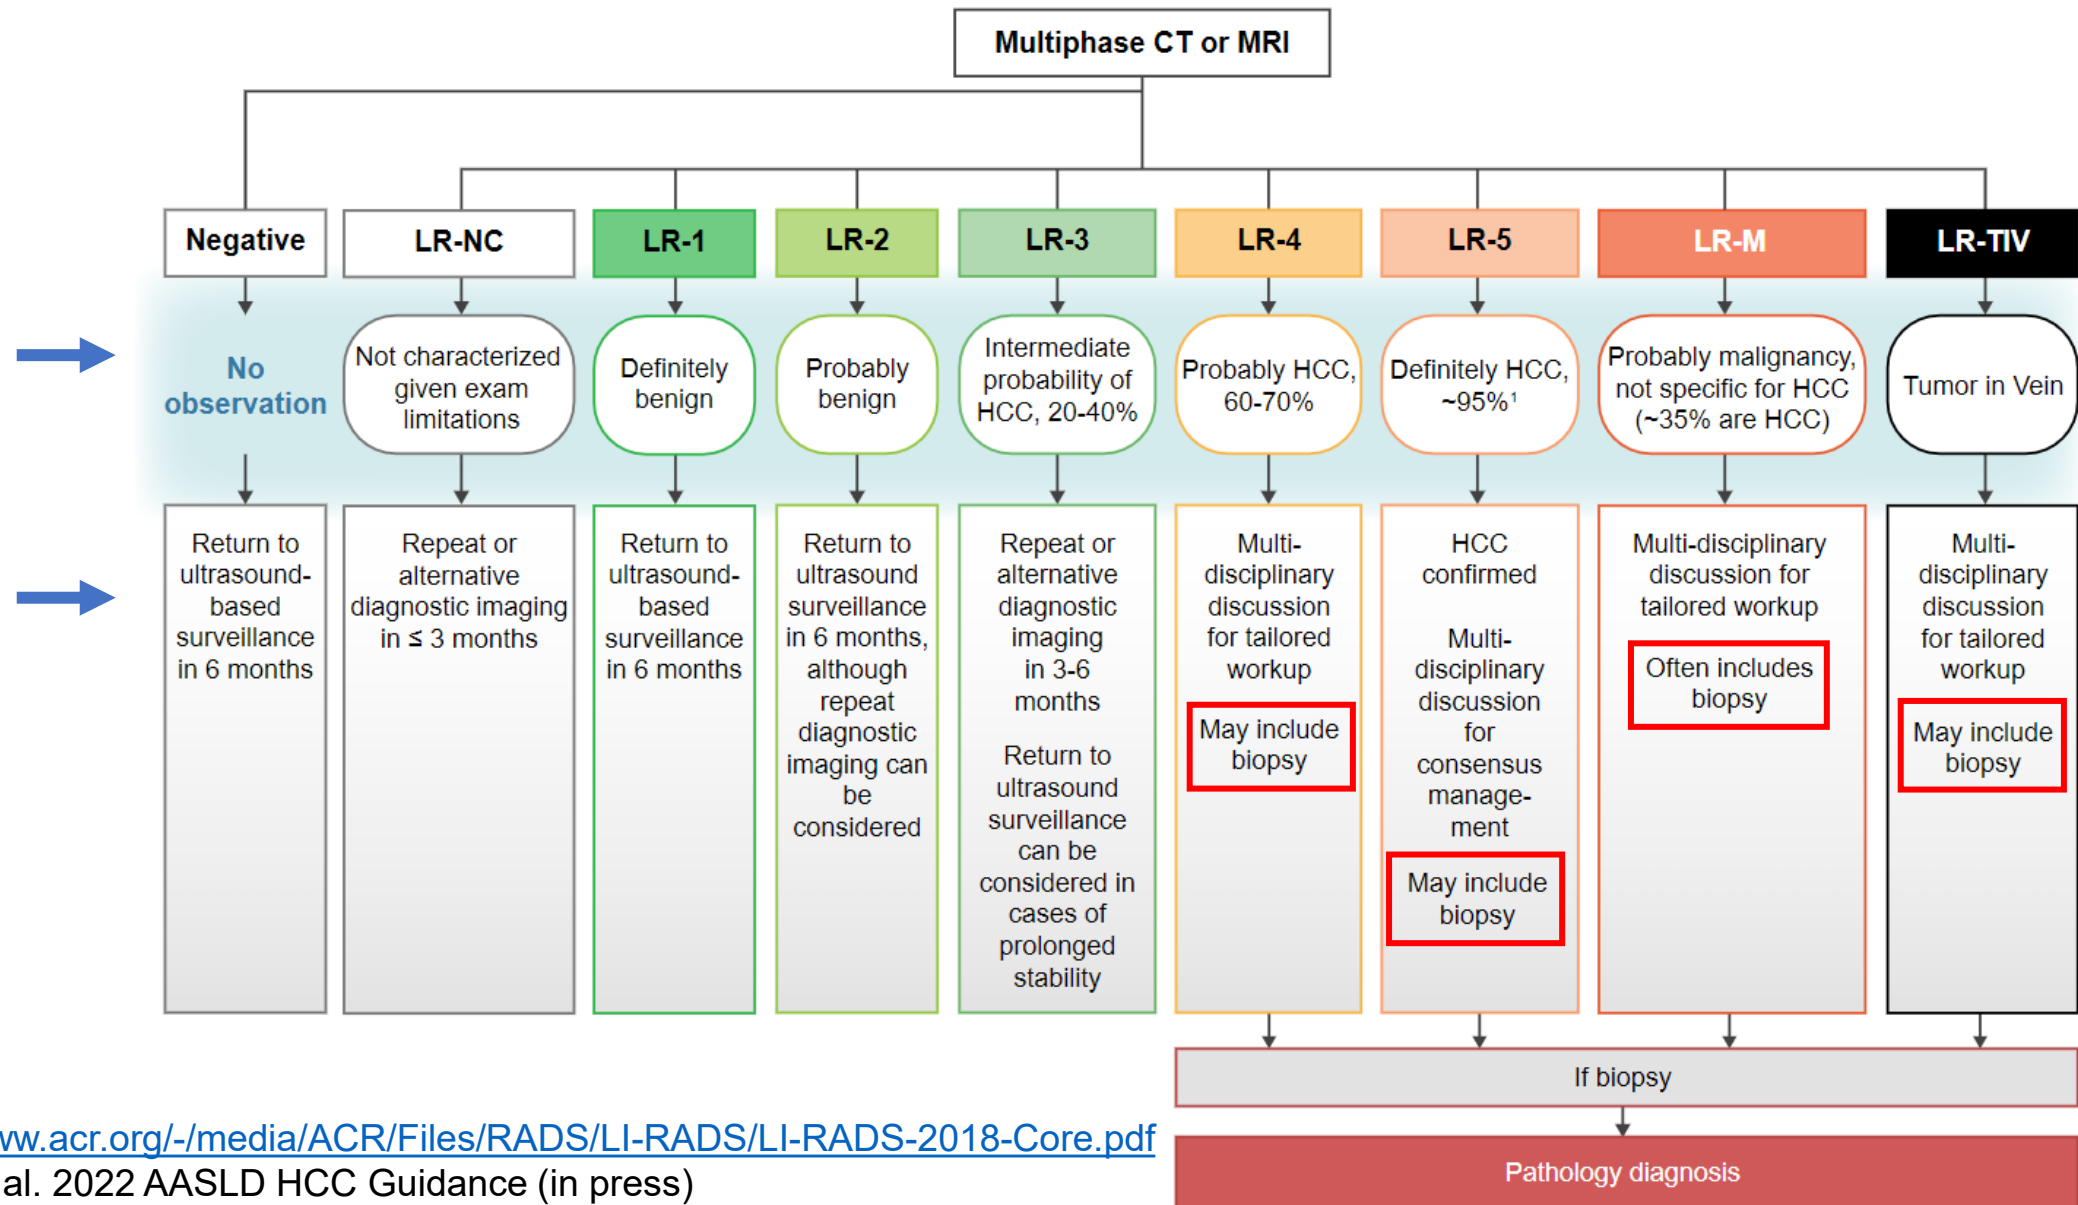 Multiphase CT or MRI
Negative
LR-NC
LR-1
LR-2
LR-3
LR-4
LR-5
LR-M
LR-TIV
No
observation
Not characterized
given exam
limitations
Definitely
benign
Probably
benign
Intermediate
probability of
HCC, 20-40%
Probably HCC,
60-70%
Definitely HCC,
~95%¹
Probably malignancy,
not specific for HCC
(~35% are HCC)
Tumor in Vein
Return to
ultrasound-
based
surveillance
in 6 months
Repeat or
alternative
diagnostic imaging
in ≤ 3 months
Return to
ultrasound-
based
surveillance
in 6 months
Return to
ultrasound
surveillance
in 6 months,
although
repeat
diagnostic
imaging can
be
considered
Repeat or
alternative
diagnostic
imaging
in 3-6
months
Return to
ultrasound
surveillance
can be
considered in
cases of
prolonged
stability
Multi-
disciplinary
discussion
for tailored
workup
May include
biopsy
HCC
confirmed
Multi-
disciplinary
discussion
for
consensus
manage-
ment
May include
biopsy
Multi-disciplinary
discussion for
tailored workup
Often includes
biopsy
Multi-
disciplinary
discussion
for tailored
workup
May include
biopsy
If biopsy
Pathology diagnosis
ww.acr.org/-/media/ACR/Files/RADS/LI-RADS/LI-RADS-2018-Core.pdf
al. 2022 AASLD HCC Guidance (in press)